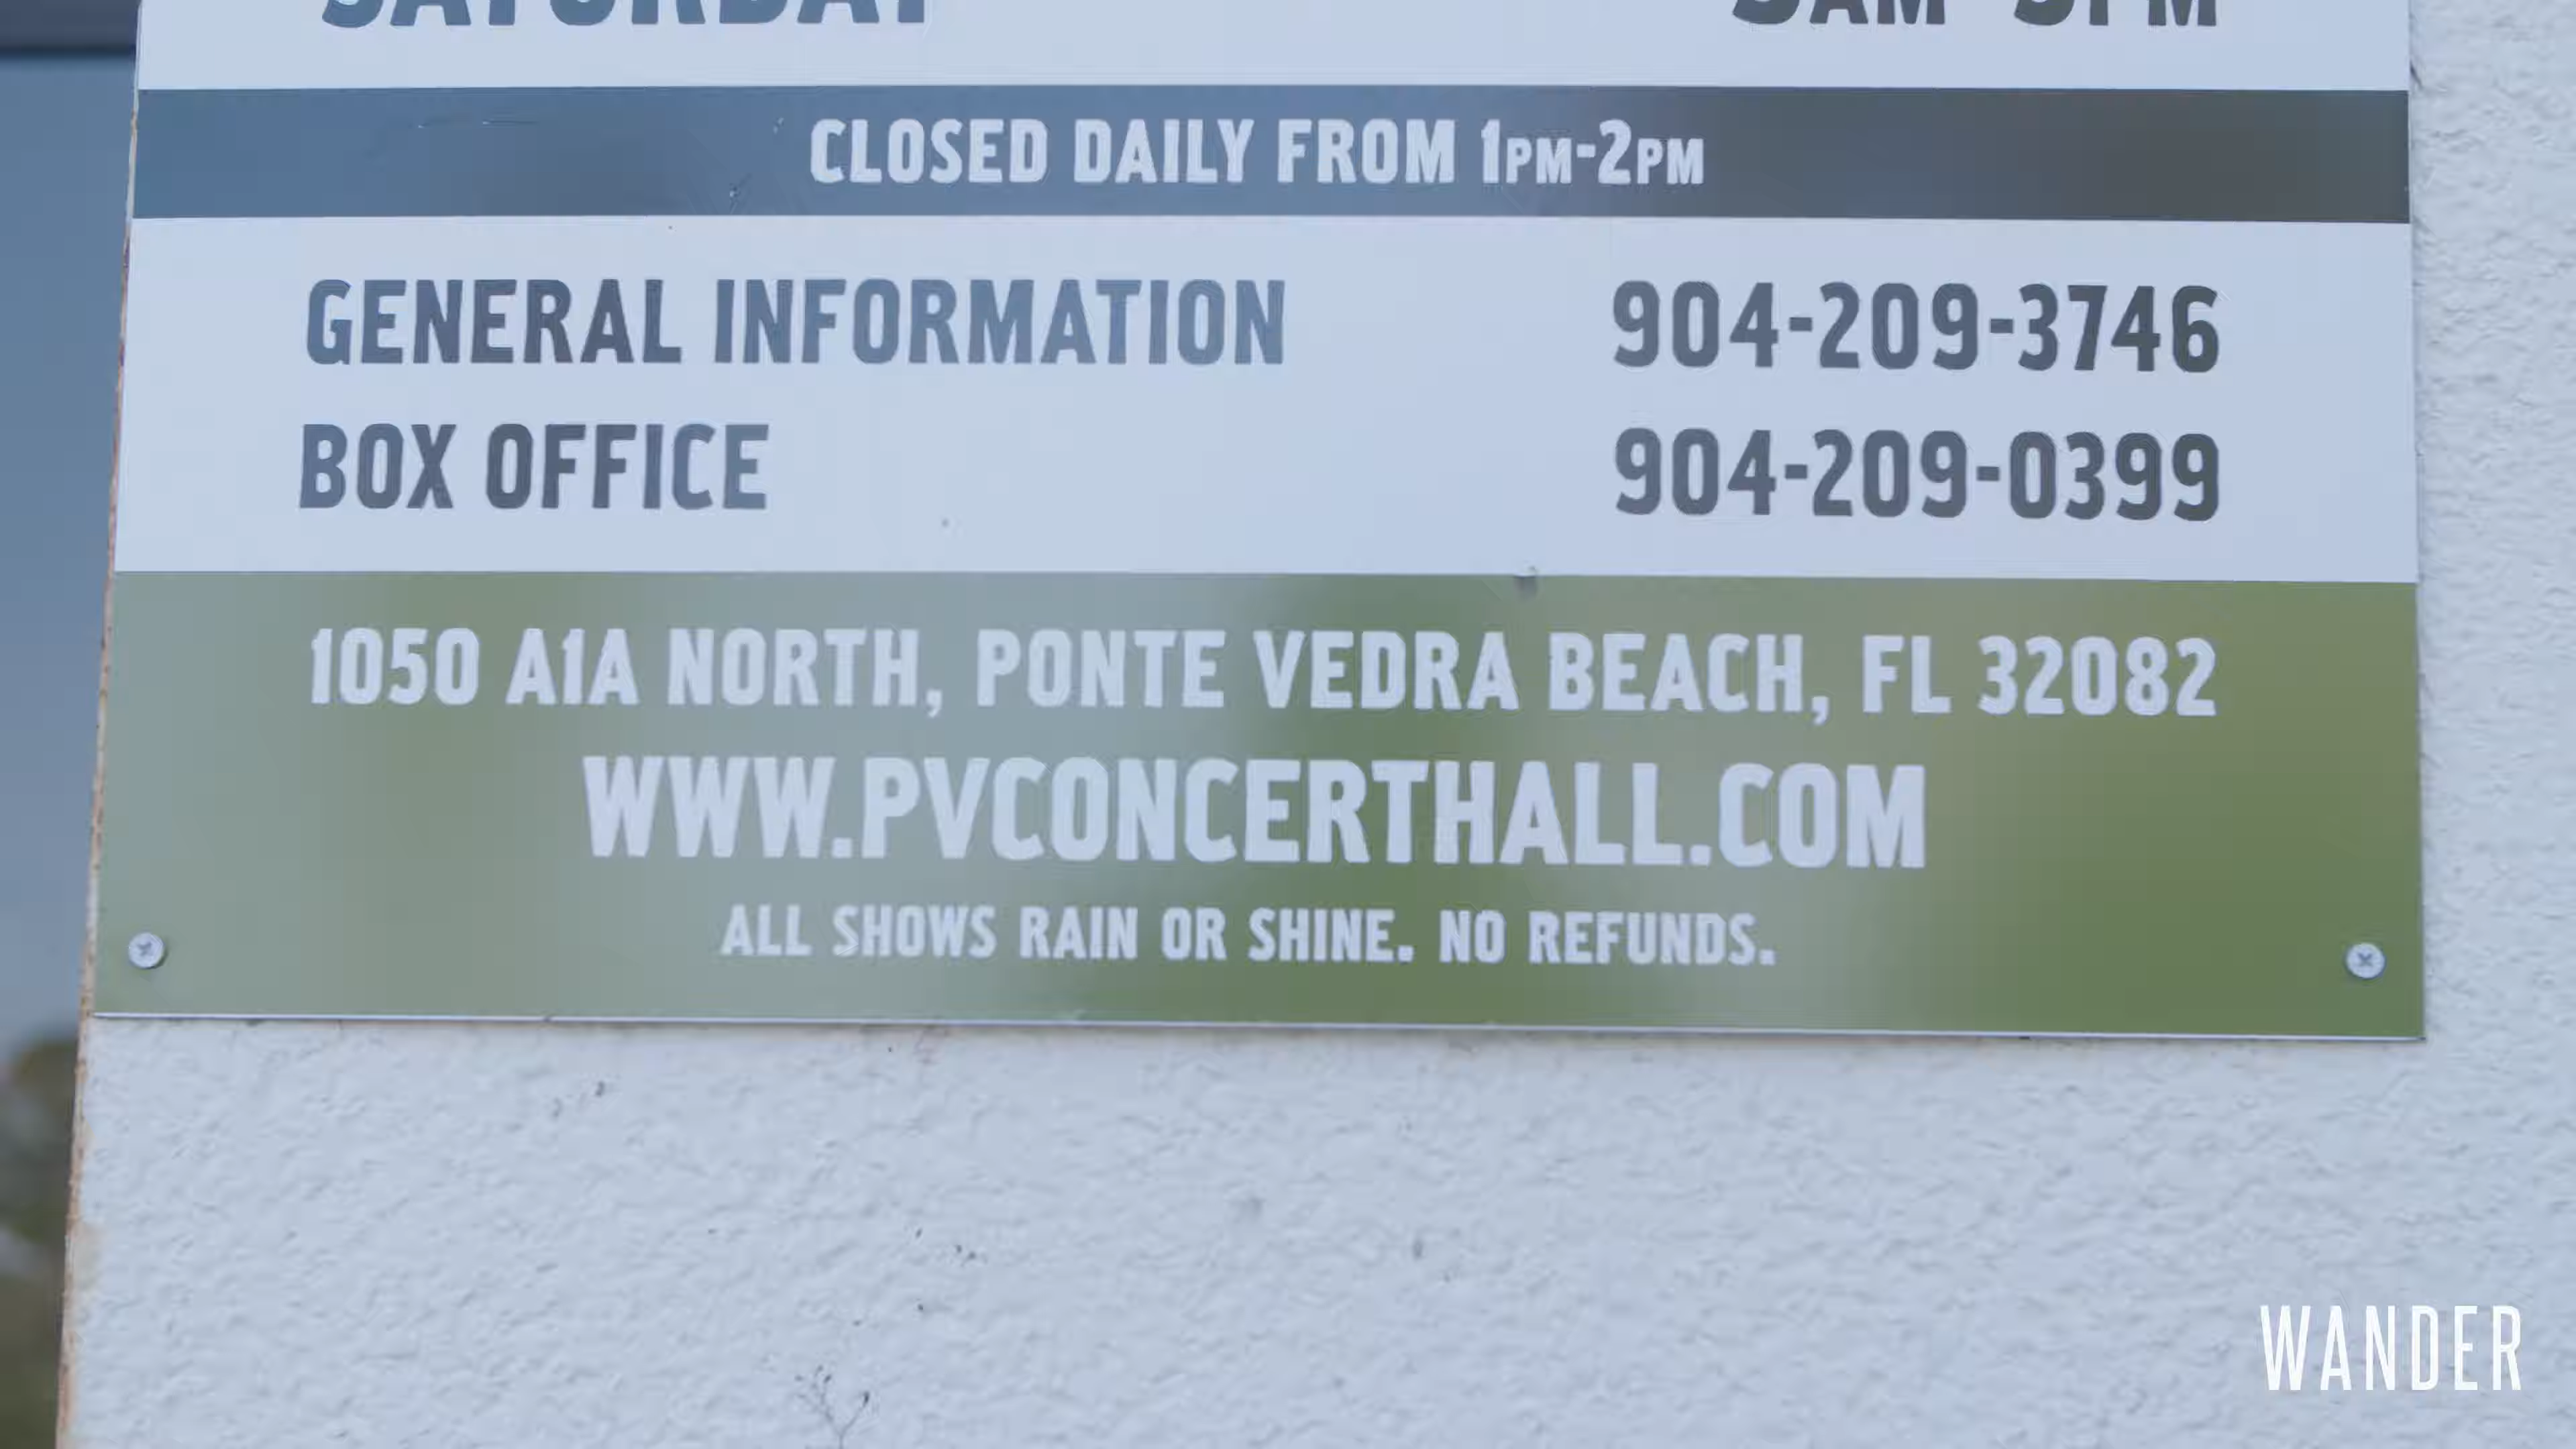 SATURDAY
CLOSED DAILY FROM 1PM-2PM
GENERAL INFORMATION 904-209-3746
BOX OFFICE 904-209-0399
1050 A1A NORTH, PONTE VEDRA BEACH, FL 32082
WWW.PVCONCERTHALL.COM
ALL SHOWS RAIN OR SHINE. NO REFUNDS.
WANDER